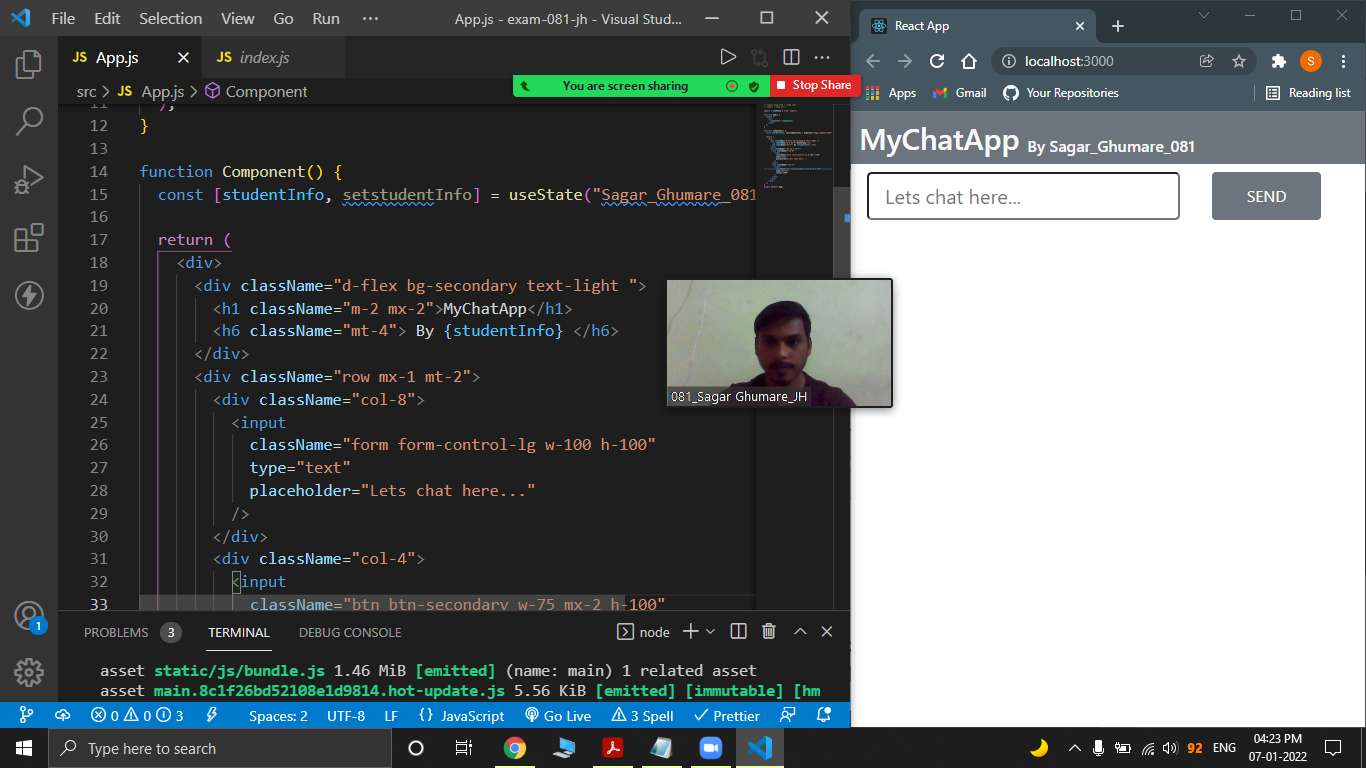 File Edit Selection View Go Run ··· App.js - exam-081-jh - Visual Stud...
JS App.js
JS index.js
src > JS App.js > Component
You are screen sharing
Stop Share
12 }
13
14 function Component() {
15 const [studentInfo, setstudentInfo] = useState("Sagar_Ghumare_081
16
17 return (
18 <div>
19 <div className="d-flex bg-secondary text-light ">
20 <h1 className="m-2 mx-2">MyChatApp</h1>
21 <h6 className="mt-4"> By {studentInfo} </h6>
22 </div>
23 <div className="row mx-1 mt-2">
24 <div className="col-8">
25 <input
26 className="form form-control-lg w-100 h-100"
27 type="text"
28 placeholder="Lets chat here..."
29 />
30 </div>
31 <div className="col-4">
32 <input
33 className="btn btn-secondary w-75 mx-2 h-100"
081_Sagar Ghumare_JH
PROBLEMS 3 TERMINAL DEBUG CONSOLE
node
asset static/js/bundle.js 1.46 MiB [emitted] (name: main) 1 related asset
asset main.8c1f26bd52108e1d9814.hot-update.js 5.56 KiB [emitted] [immutable] [hm
1
0 0 3 Spaces: 2 UTF-8 LF {} JavaScript Go Live 3 Spell Prettier
React App
localhost:3000
S
Apps Gmail Your Repositories Reading list
MyChatApp By Sagar_Ghumare_081
Lets chat here...
SEND
Type here to search
92 ENG
04:23 PM
07-01-2022